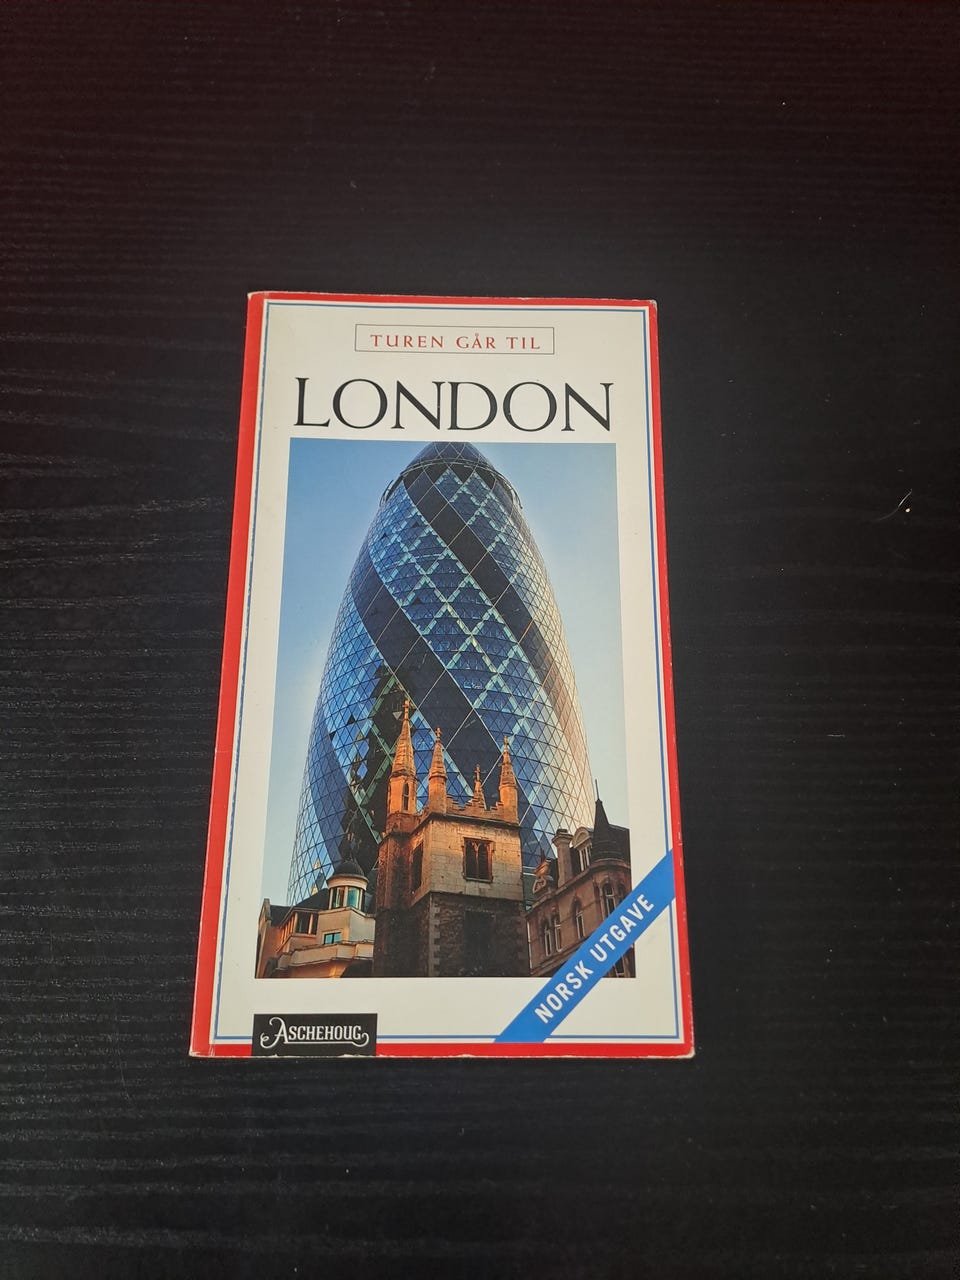 TUREN GÅR TIL
LONDON
NORSK UTGAVE
ASCHEHOUG